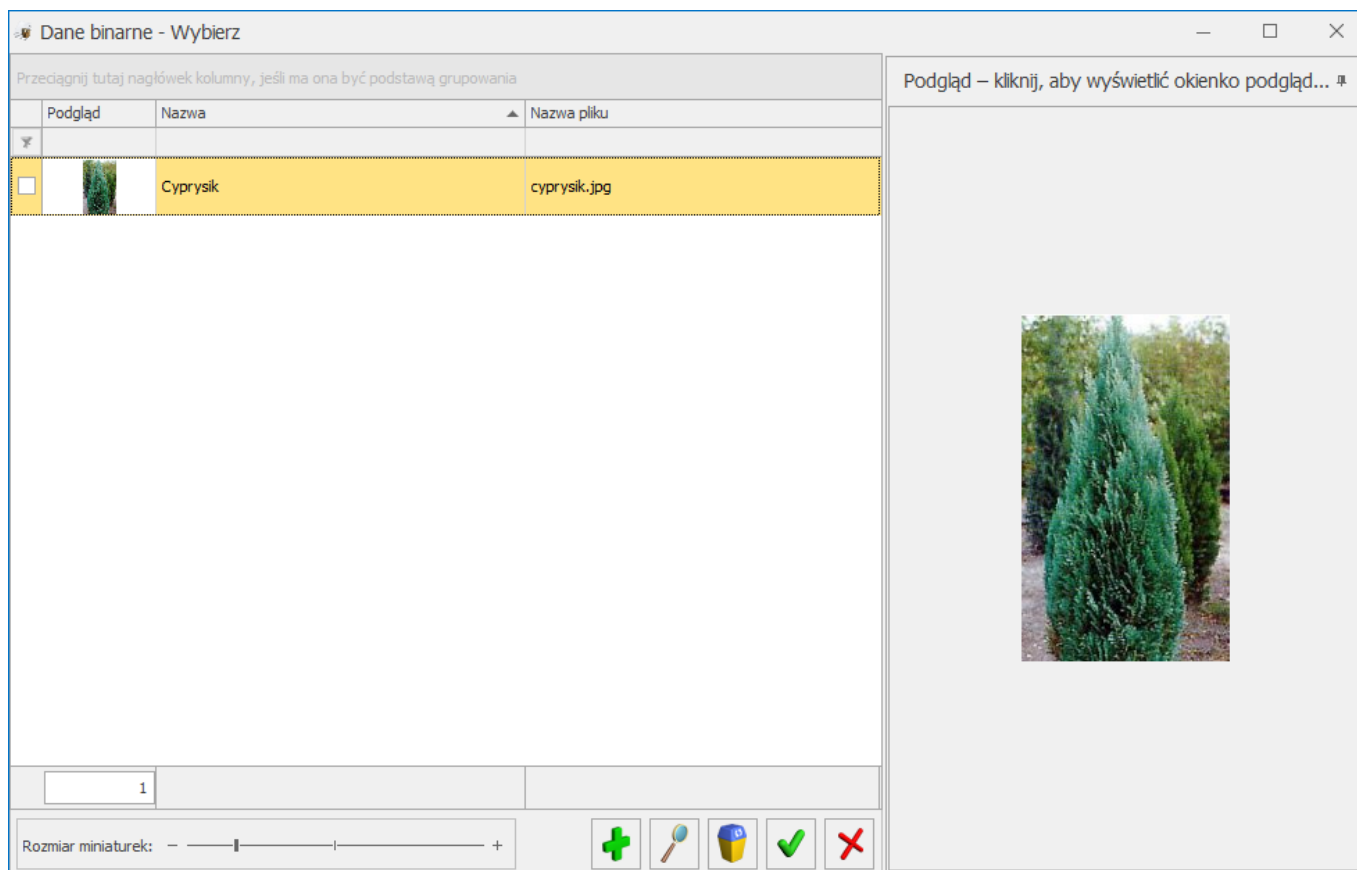 Dane binarne - Wybierz
Przeciągnij tutaj nagłówek kolumny, jeśli ma ona być podstawą grupowania
Podgląd – kliknij, aby wyświetlić okienko podgląd...
Podgląd Nazwa Nazwa pliku
Cyprysik cyprysik.jpg
1
Rozmiar miniaturek: − +